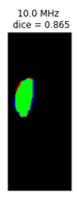 10.0 MHz
dice = 0.865